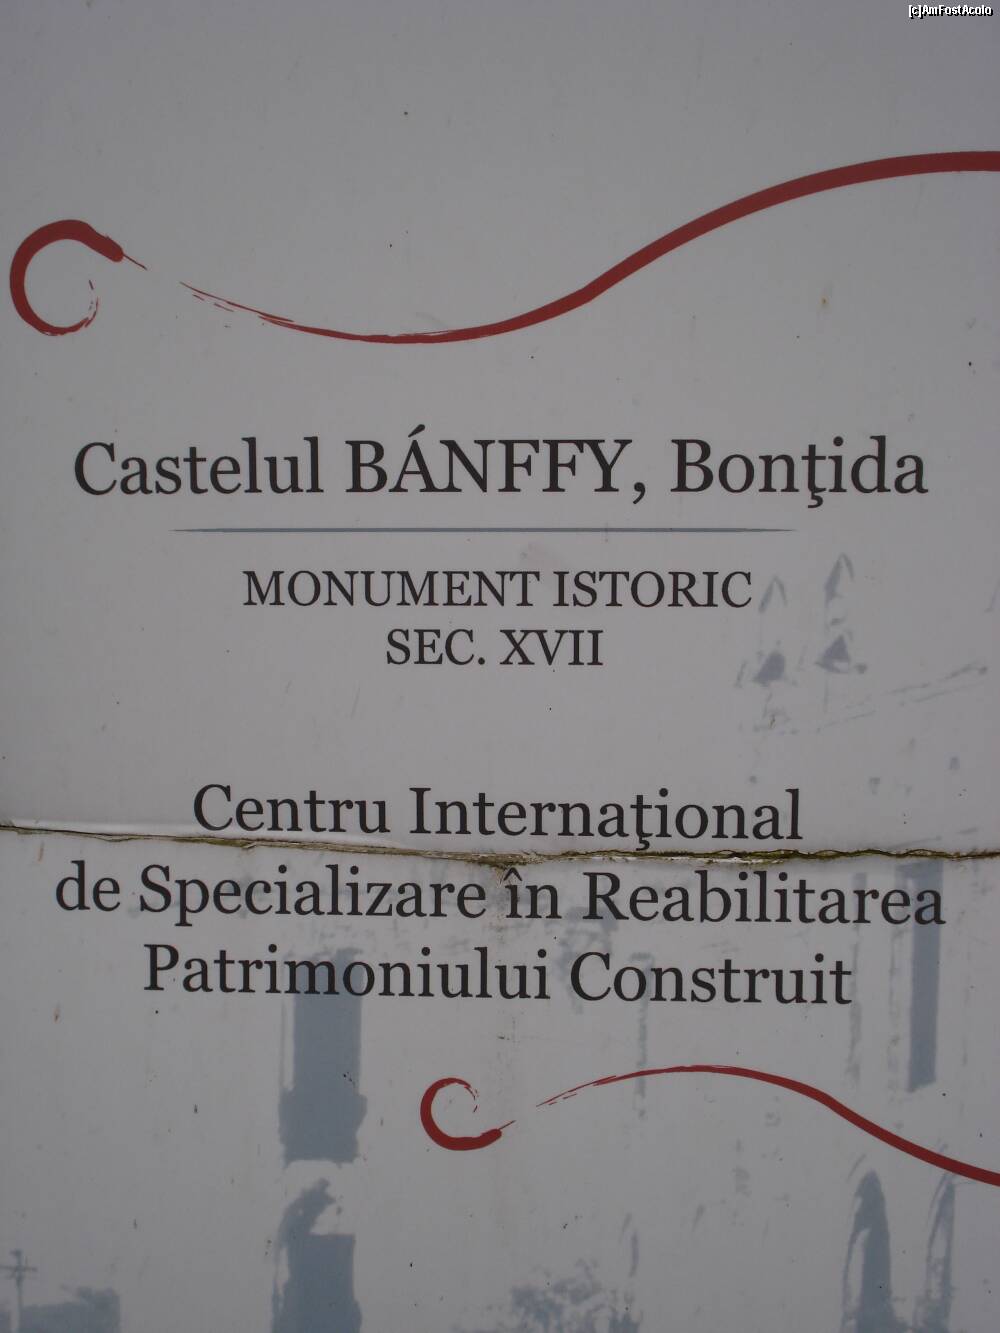 [c]AmFostAcolo
Castelul BÁNFFY, Bonţida
MONUMENT ISTORIC
SEC. XVII
Centru Internaţional
de Specializare în Reabilitarea
Patrimoniului Construit